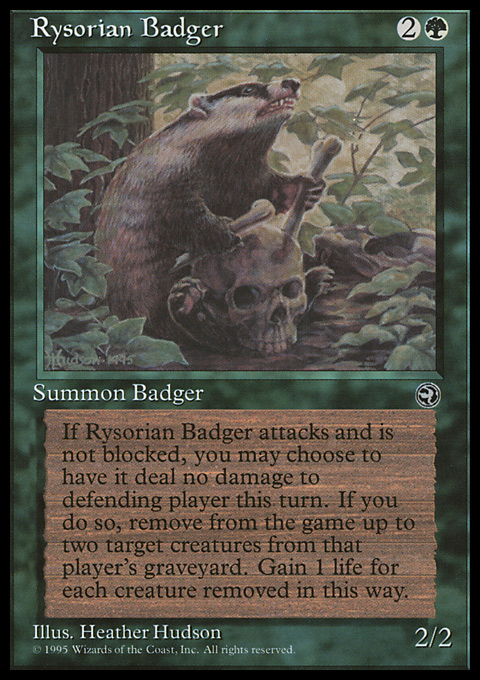 Rysorian Badger 2
Hudson 1995
Summon Badger
If Rysorian Badger attacks and is
not blocked, you may choose to
have it deal no damage to
defending player this turn. If you
do so, remove from the game up to
two target creatures from that
player's graveyard. Gain 1 life for
each creature removed in this way.
Illus. Heather Hudson
2/2
© 1995 Wizards of the Coast, Inc. All rights reserved.